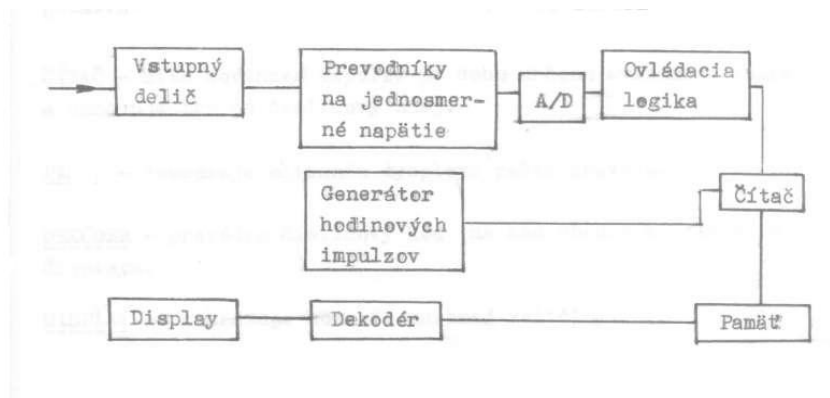 Vstupný
delič
Prevodníky
na jednosmer-
né napätie
A/D
Ovládacia
logika
Generátor
hodinových
impulzov
Čítač
Display
Dekodér
Pamäť